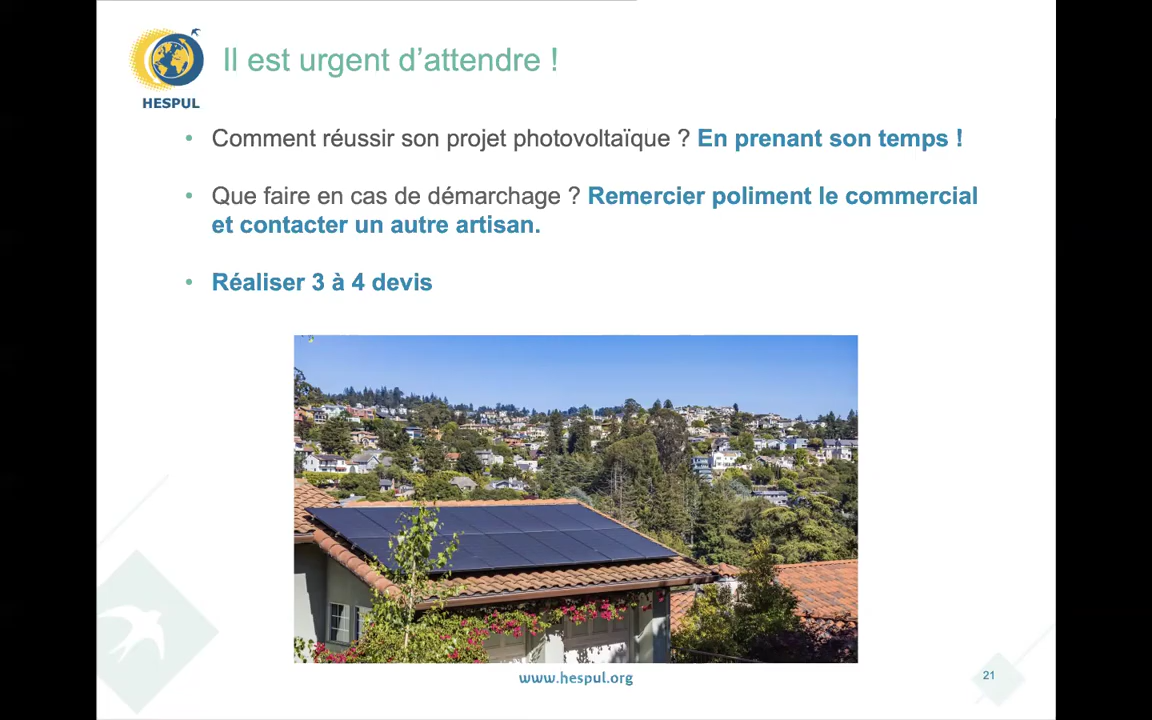 Il est urgent d’attendre !
HESPUL
• Comment réussir son projet photovoltaïque ? En prenant son temps !
• Que faire en cas de démarchage ? Remercier poliment le commercial
et contacter un autre artisan.
• Réaliser 3 à 4 devis
www.hespul.org
21